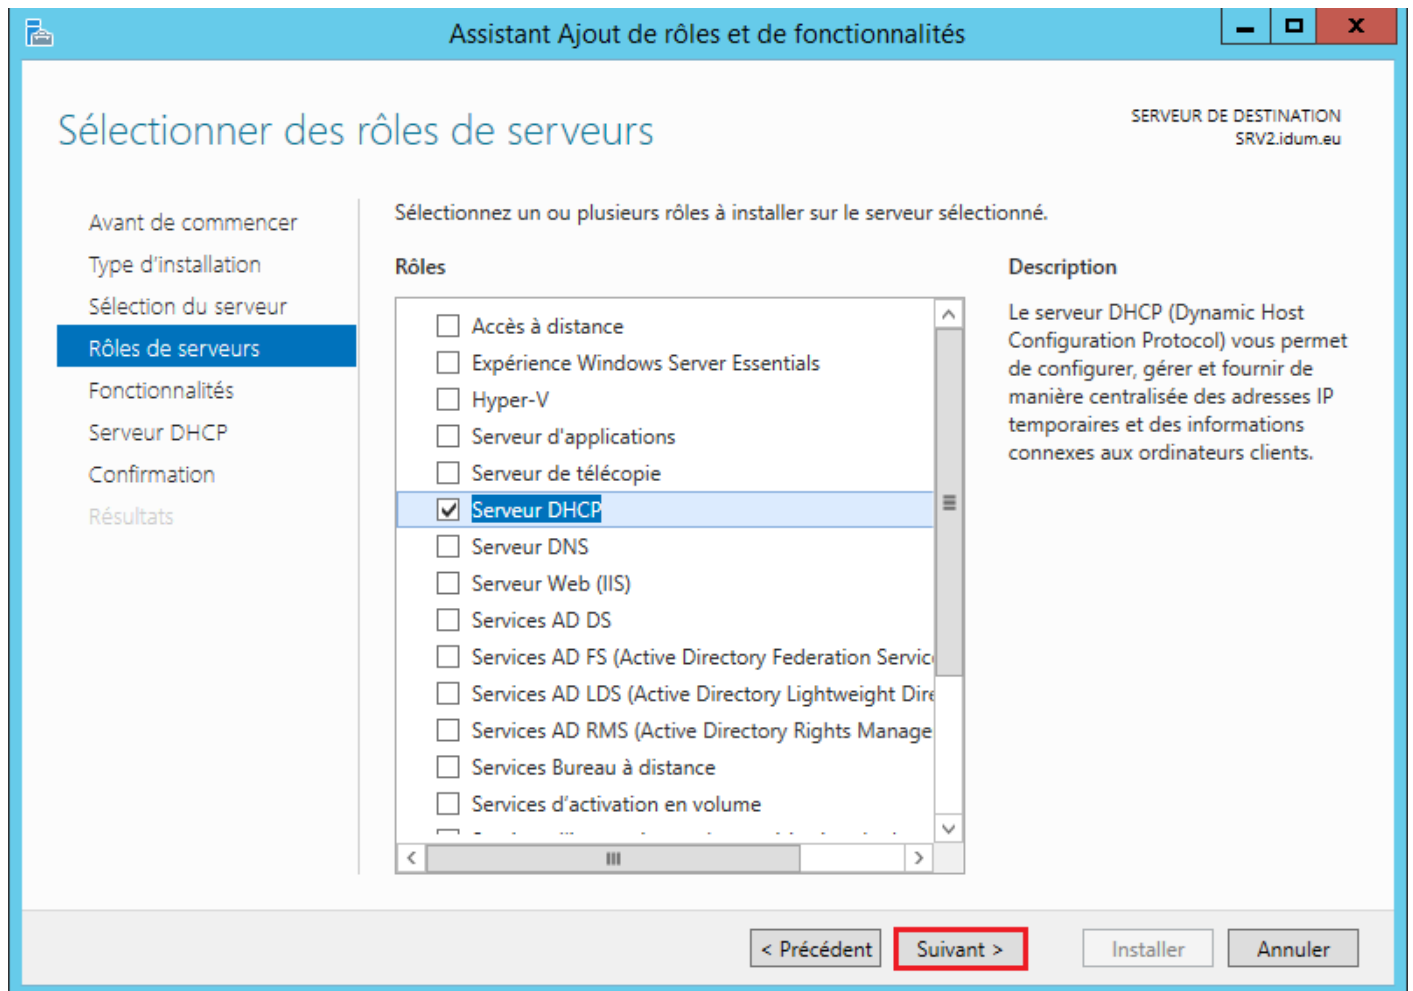 Assistant Ajout de rôles et de fonctionnalités
Sélectionner des rôles de serveurs
SERVEUR DE DESTINATION
SRV2.idum.eu
Avant de commencer
Type d'installation
Sélection du serveur
Rôles de serveurs
Fonctionnalités
Serveur DHCP
Confirmation
Résultats
Sélectionnez un ou plusieurs rôles à installer sur le serveur sélectionné.
Rôles
Accès à distance
Expérience Windows Server Essentials
Hyper-V
Serveur d'applications
Serveur de télécopie
Serveur DHCP
Serveur DNS
Serveur Web (IIS)
Services AD DS
Services AD FS (Active Directory Federation Servic
Services AD LDS (Active Directory Lightweight Dire
Services AD RMS (Active Directory Rights Manage
Services Bureau à distance
Services d'activation en volume
Description
Le serveur DHCP (Dynamic Host
Configuration Protocol) vous permet
de configurer, gérer et fournir de
manière centralisée des adresses IP
temporaires et des informations
connexes aux ordinateurs clients.
< Précédent
Suivant >
Installer
Annuler